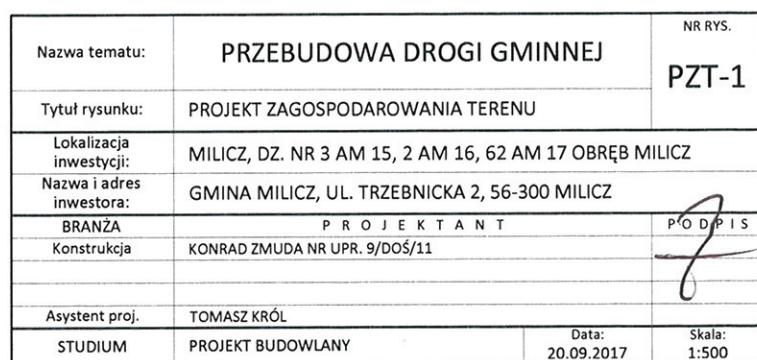 NR RYS.
Nazwa tematu: PRZEBUDOWA DROGI GMINNEJ
PZT-1
Tytuł rysunku: PROJEKT ZAGOSPODAROWANIA TERENU
Lokalizacja
inwestycji: MILICZ, DZ. NR 3 AM 15, 2 AM 16, 62 AM 17 OBRĘB MILICZ
Nazwa i adres
inwestora: GMINA MILICZ, UL. TRZEBNICKA 2, 56-300 MILICZ
BRANŻA PROJEKTANT PODPIS
Konstrukcja KONRAD ZMUDA NR UPR. 9/DOŚ/11
Asystent proj. TOMASZ KRÓL
STUDIUM PROJEKT BUDOWLANY Data: Skala:
20.09.2017 1:500